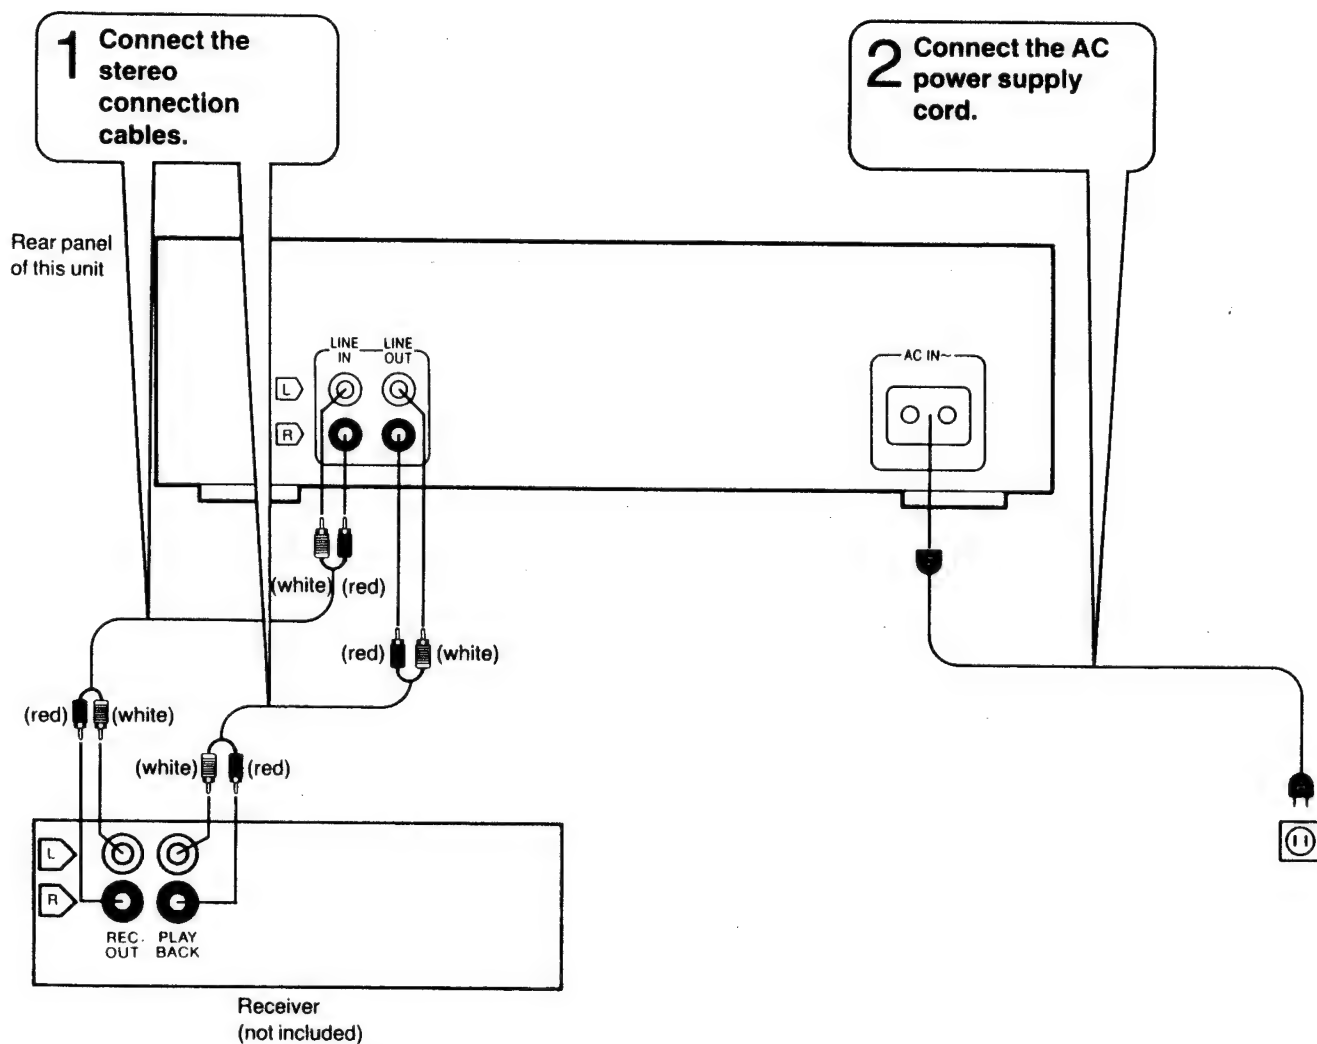 1 Connect the
stereo
connection
cables.
2 Connect the AC
power supply
cord.
Rear panel
of this unit
LINE IN
LINE OUT
L
R
AC IN~
(white) (red)
(red) (white)
(red) (white)
(white) (red)
L
R
REC. OUT
PLAY BACK
Receiver
(not included)